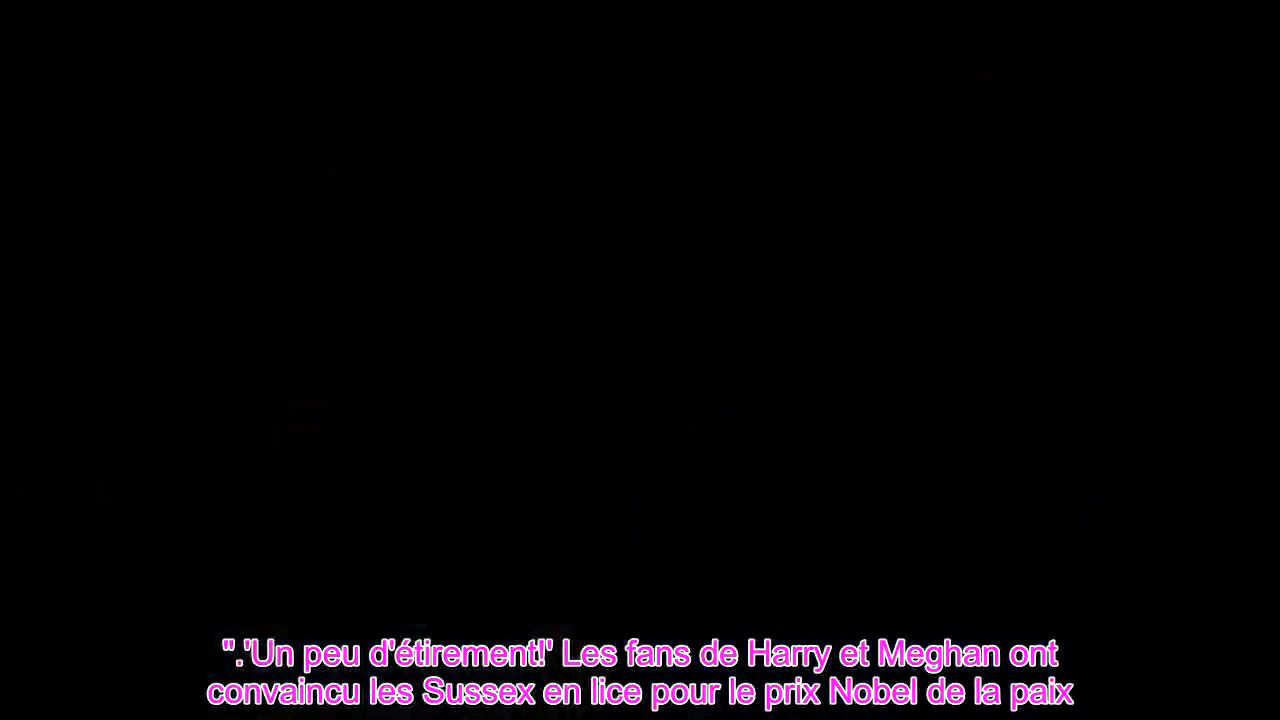 ".'Un peu d'étirement!' Les fans de Harry et Meghan ont
convaincu les Sussex en lice pour le prix Nobel de la paix